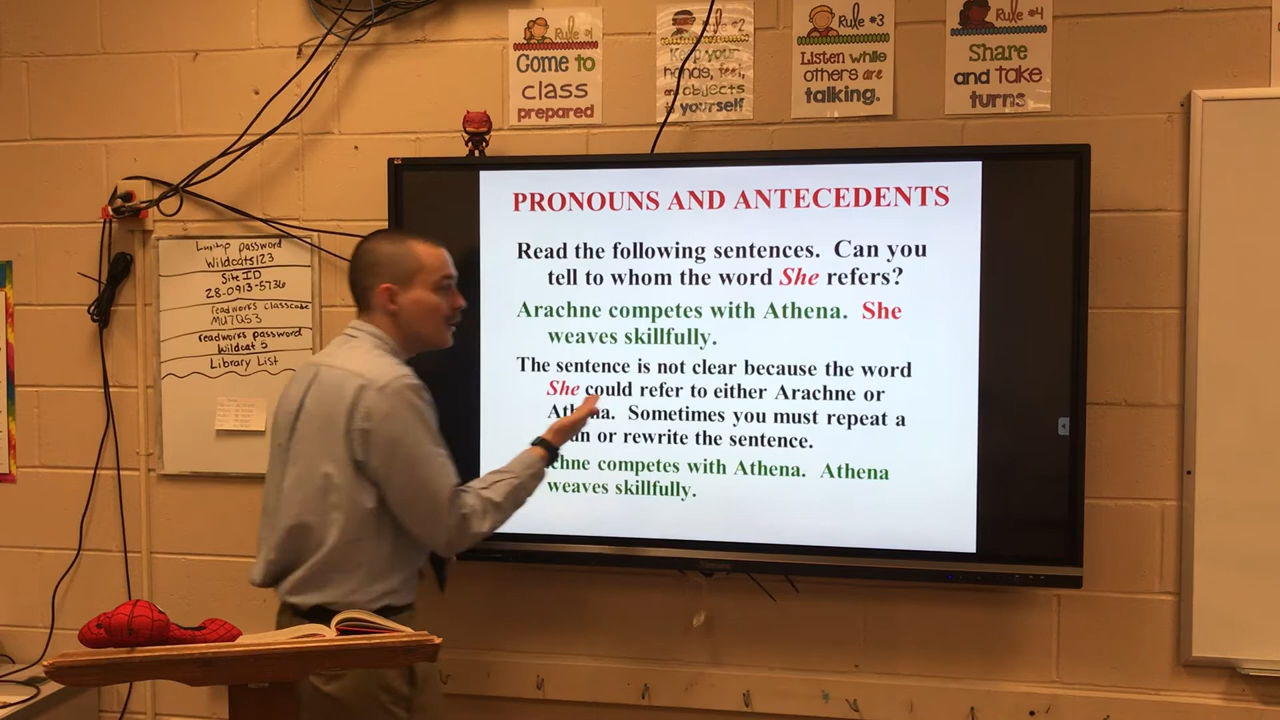 Rule #1
Come to
class
prepared
Rule #2
Keep your
hands, feet,
and objects
to yourself
Rule #3
Listen while
others are
talking.
Rule #4
Share
and take
turns
password
Wildcats123
Site ID
28-0913-5736
readworks classcode
MU7QS3
readworks password
Wildcat 5
Library List
PRONOUNS AND ANTECEDENTS
Read the following sentences. Can you
tell to whom the word She refers?
Arachne competes with Athena. She
weaves skillfully.
The sentence is not clear because the word
She could refer to either Arachne or
Sometimes you must repeat a
or rewrite the sentence.
competes with Athena. Athena
weaves skillfully.